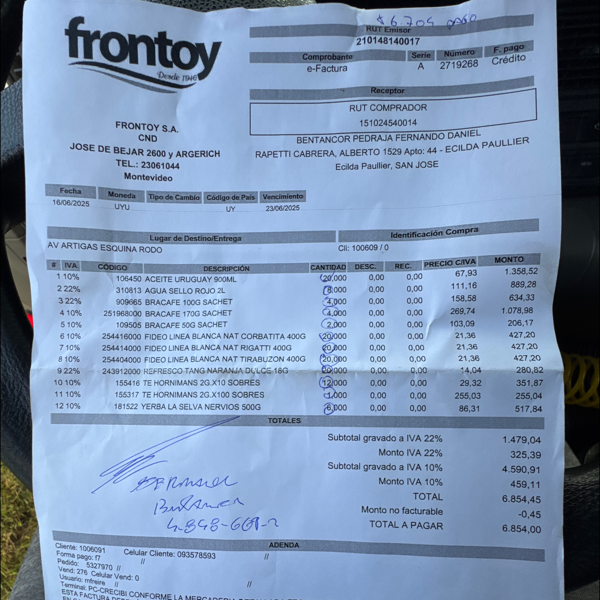 $ 6.704
frontoy
Desde 1946
RUT Emisor
210148140017
Comprobante Serie Número F. pago
e-Factura A 2719268 Crédito
Receptor
RUT COMPRADOR
151024540014
FRONTOY S.A.
CND
JOSE DE BEJAR 2600 y ARGERICH
TEL.: 23061044
Montevideo
BENTANCOR PEDRAJA FERNANDO DANIEL
RAPETTI CABRERA, ALBERTO 1529 Apto: 44 - ECILDA PAULLIER
Ecilda Paullier, SAN JOSE
Fecha Moneda Tipo de Cambio Código de País Vencimiento
16/06/2025 UYU UY 23/06/2025
Lugar de Destino/Entrega Identificación Compra
AV ARTIGAS ESQUINA RODO Cli: 100609 / 0
# IVA CÓDIGO DESCRIPCIÓN CANTIDAD DESC. REC. PRECIO C/IVA MONTO
1 10% 106450 ACEITE URUGUAY 900ML 20,000 0,00 0,00 67,93 1.358,52
2 22% 310813 AGUA SELLO ROJO 2L 8,000 0,00 0,00 111,16 889,28
3 22% 909665 BRACAFE 100G SACHET 4,000 0,00 0,00 158,58 634,33
4 10% 251968000 BRACAFE 170G SACHET 4,000 0,00 0,00 269,74 1.078,98
5 10% 109505 BRACAFE 50G SACHET 2,000 0,00 0,00 103,09 206,17
6 10% 254416000 FIDEO LINEA BLANCA NAT CORBATITA 400G 20,000 0,00 0,00 21,36 427,20
7 10% 254414000 FIDEO LINEA BLANCA NAT RIGATTI 400G 20,000 0,00 0,00 21,36 427,20
8 10% 254404000 FIDEO LINEA BLANCA NAT TIRABUZON 400G 20,000 0,00 0,00 21,36 427,20
9 22% 243912000 REFRESCO TANG NARANJA DULCE 18G 20,000 0,00 0,00 14,04 280,82
10 10% 155416 TE HORNIMANS 2G.X10 SOBRES 12,000 0,00 0,00 29,32 351,87
11 10% 155317 TE HORNIMANS 2G.X100 SOBRES 1,000 0,00 0,00 255,03 255,04
12 10% 181522 YERBA LA SELVA NERVIOS 500G 6,000 0,00 0,00 86,31 517,84
TOTALES
Subtotal gravado a IVA 22% 1.479,04
Monto IVA 22% 325,39
Subtotal gravado a IVA 10% 4.590,91
Monto IVA 10% 459,11
TOTAL 6.854,45
Monto no facturable -0,45
TOTAL A PAGAR 6.854,00
ADENDA
Cliente: 1006091 Celular Cliente: 093578593 //
Forma pago: f7 //
Pedido: 5327970 //
Vend: 276 Celular Vend: 0
Usuario: mfreire // //